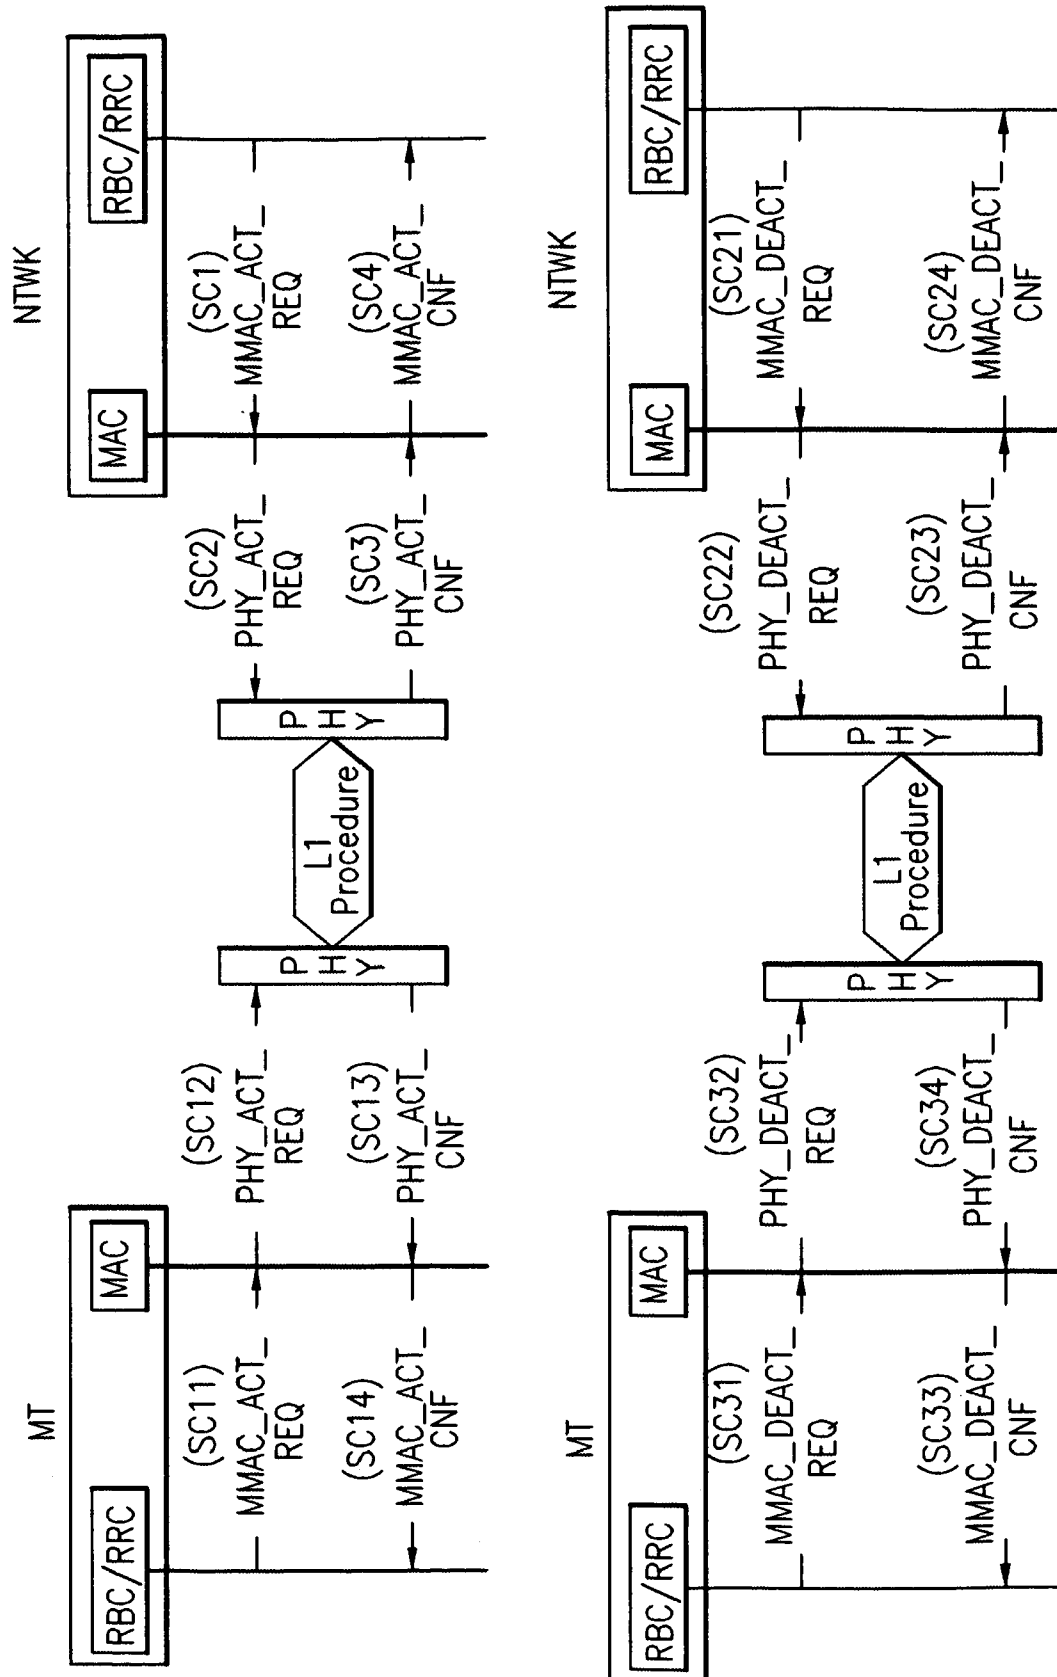 MT
NTWK
RBC/RRC
MAC
MAC
RBC/RRC
(SC11)
MMAC_ACT_
REQ
(SC12)
PHY_ACT_
REQ
(SC2)
PHY_ACT_
REQ
(SC1)
MMAC_ACT_
REQ
PHY
L1
Procedure
PHY
(SC14)
MMAC_ACT_
CNF
(SC13)
PHY_ACT_
CNF
(SC3)
PHY_ACT_
CNF
(SC4)
MMAC_ACT_
CNF
MT
NTWK
RBC/RRC
MAC
MAC
RBC/RRC
(SC31)
MMAC_DEACT_
REQ
(SC32)
PHY_DEACT_
REQ
(SC22)
PHY_DEACT_
REQ
(SC21)
MMAC_DEACT_
REQ
PHY
L1
Procedure
PHY
(SC33)
MMAC_DEACT_
CNF
(SC34)
PHY_DEACT_
CNF
(SC23)
PHY_DEACT_
CNF
(SC24)
MMAC_DEACT_
CNF